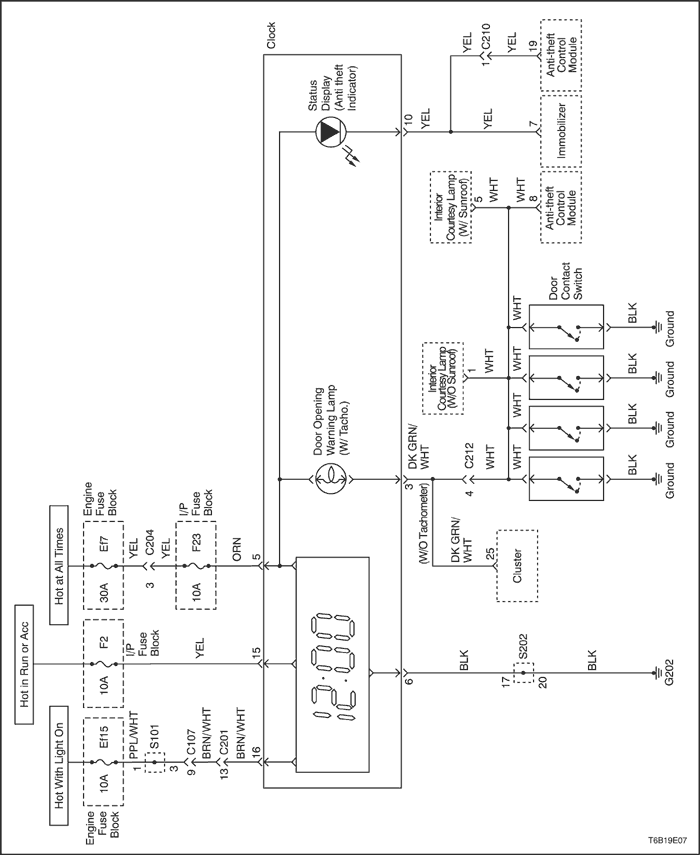 Hot With Light On
Hot in Run or Acc
Hot at All Times
Engine
Fuse
Block
10A
Ef15
10A
F2
I/P
Fuse
Block
30A
Ef7
Engine
Fuse
Block
PPL/WHT
1
S101
3
9
C107
BRN/WHT
13
C201
BRN/WHT
16
YEL
15
YEL
3
C204
YEL
10A
F23
I/P
Fuse
Block
ORN
5
Clock
12:00
Door Opening
Warning Lamp
(W/ Tacho.)
Status
Display
(Anti theft
Indicator)
6
BLK
17
S202
20
BLK
G202
3
DK GRN/
WHT
(W/O Tachometer)
DK GRN/
WHT
25
Cluster
4
C212
WHT
Interior
Courtesy Lamp
(W/O Sunroof)
1
WHT
Interior
Courtesy Lamp
(W/ Sunroof)
5
WHT
WHT
8
Anti-theft
Control
Module
10
YEL
YEL
7
Immobilizer
YEL
1
C210
YEL
19
Anti-theft
Control
Module
WHT
WHT
WHT
Door
Contact
Switch
BLK
BLK
BLK
BLK
Ground
Ground
Ground
Ground
T6B19E07